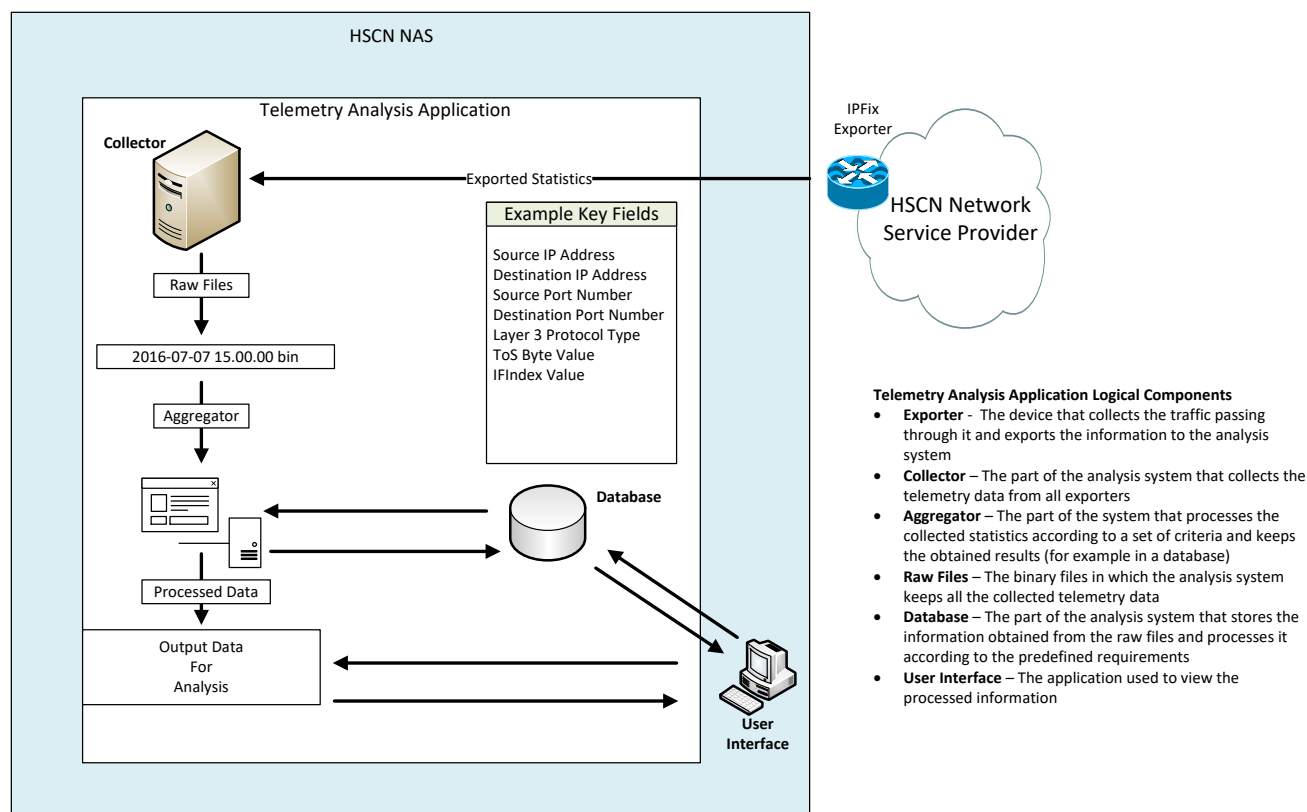 HSCN NAS
Telemetry Analysis Application
Collector
IPFix
Exporter
Exported Statistics
HSCN Network
Service Provider
Example Key Fields
Source IP Address
Destination IP Address
Source Port Number
Destination Port Number
Layer 3 Protocol Type
ToS Byte Value
IFIndex Value
Raw Files
2016-07-07 15.00.00 bin
Aggregator
Database
Processed Data
Output Data
For
Analysis
User
Interface
Telemetry Analysis Application Logical Components
• Exporter - The device that collects the traffic passing
through it and exports the information to the analysis
system
• Collector – The part of the analysis system that collects the
telemetry data from all exporters
• Aggregator – The part of the system that processes the
collected statistics according to a set of criteria and keeps
the obtained results (for example in a database)
• Raw Files – The binary files in which the analysis system
keeps all the collected telemetry data
• Database – The part of the analysis system that stores the
information obtained from the raw files and processes it
according to the predefined requirements
• User Interface – The application used to view the
processed information